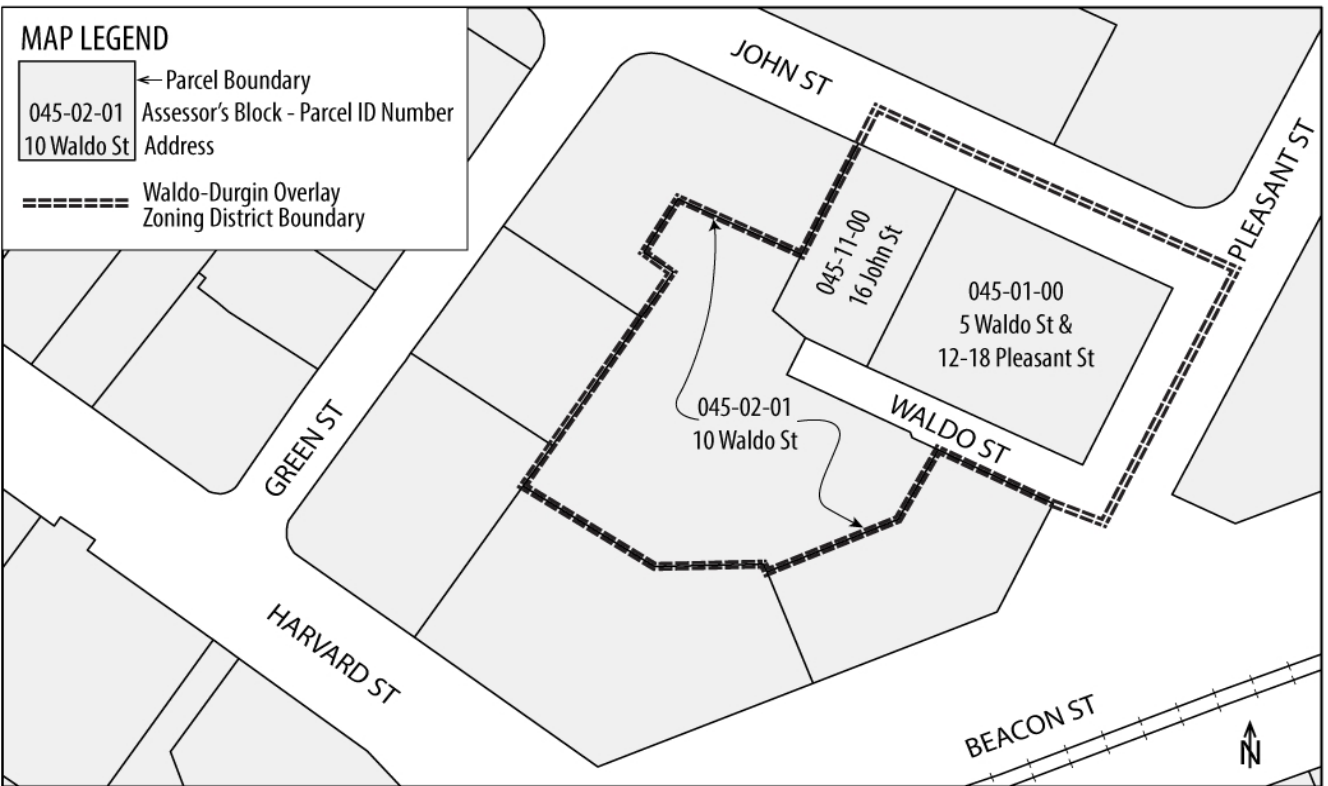 MAP LEGEND
Parcel Boundary
045-02-01 Assessor's Block - Parcel ID Number
10 Waldo St Address
Waldo-Durgin Overlay
Zoning District Boundary
JOHN ST
PLEASANT ST
045-11-00
16 John St
045-01-00
5 Waldo St &
12-18 Pleasant St
045-02-01
10 Waldo St
WALDO ST
GREEN ST
HARVARD ST
BEACON ST
N